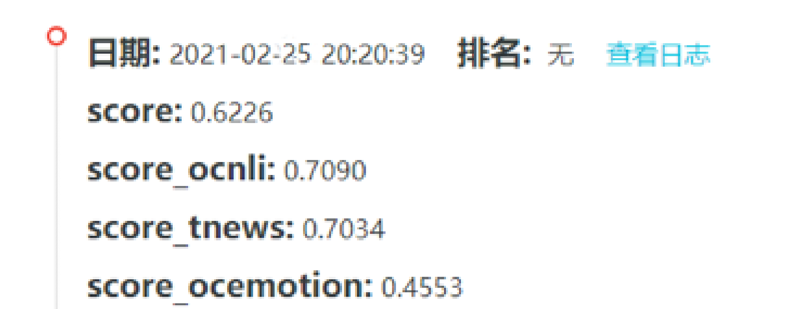 日期: 2021-02-25 20:20:39 排名: 无 查看日志
score: 0.6226
score_ocnli: 0.7090
score_tnews: 0.7034
score_ocemotion: 0.4553